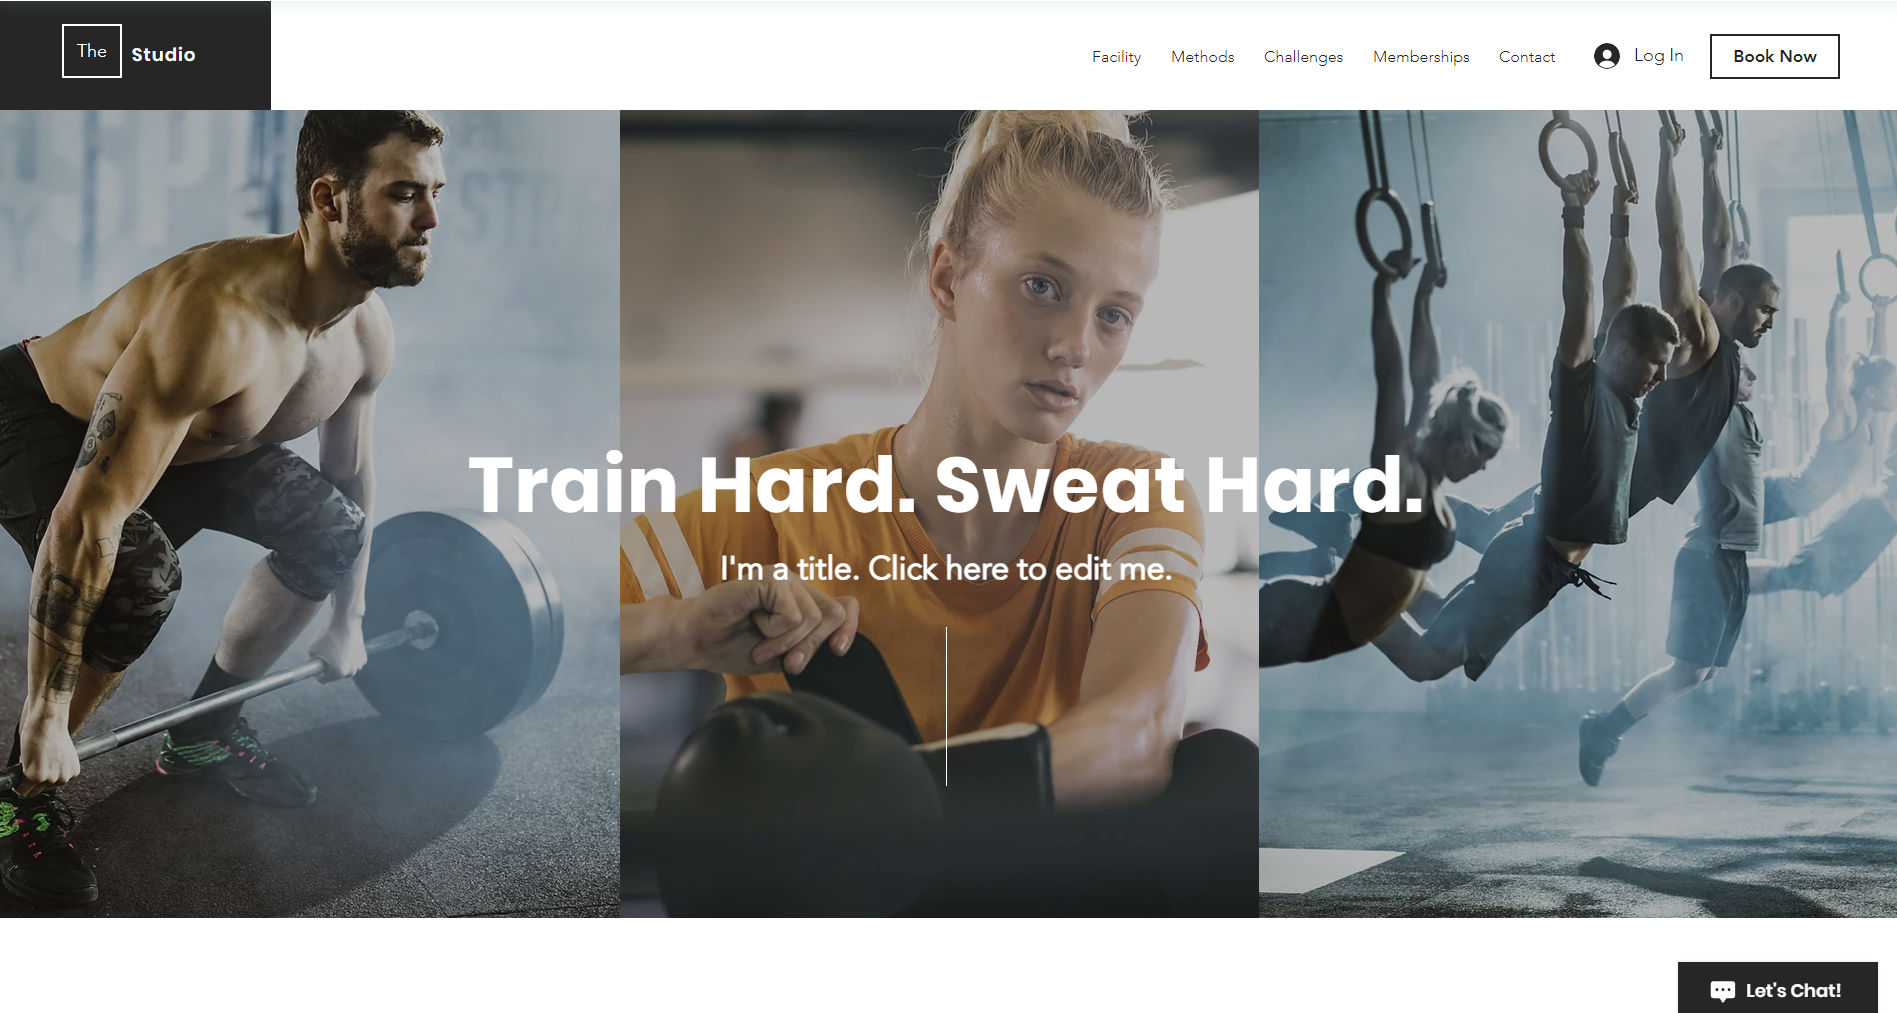 The
Studio
Facility
Methods
Challenges
Memberships
Contact
Log In
Book Now
Train Hard. Sweat Hard.
I'm a title. Click here to edit me.
Let's Chat!